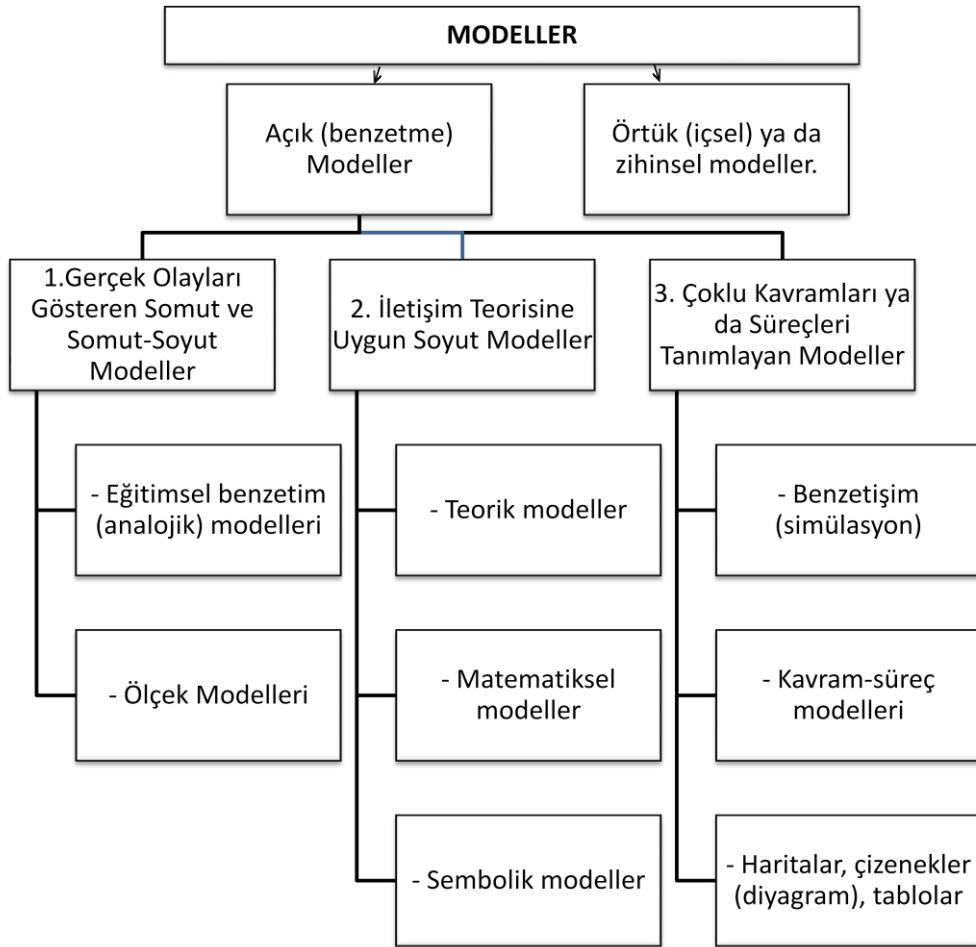 MODELLER
Açık (benzetme)
Modeller
Örtük (içsel) ya da
zihinsel modeller.
1.Gerçek Olayları
Gösteren Somut ve
Somut-Soyut
Modeller
2. İletişim Teorisine
Uygun Soyut Modeller
3. Çoklu Kavramları ya
da Süreçleri
Tanımlayan Modeller
- Eğitimsel benzetim
(analojik) modelleri
- Teorik modeller
- Benzetişim
(simülasyon)
- Ölçek Modelleri
- Matematiksel
modeller
- Kavram-süreç
modelleri
- Sembolik modeller
- Haritalar, çizenekler
(diyagram), tablolar